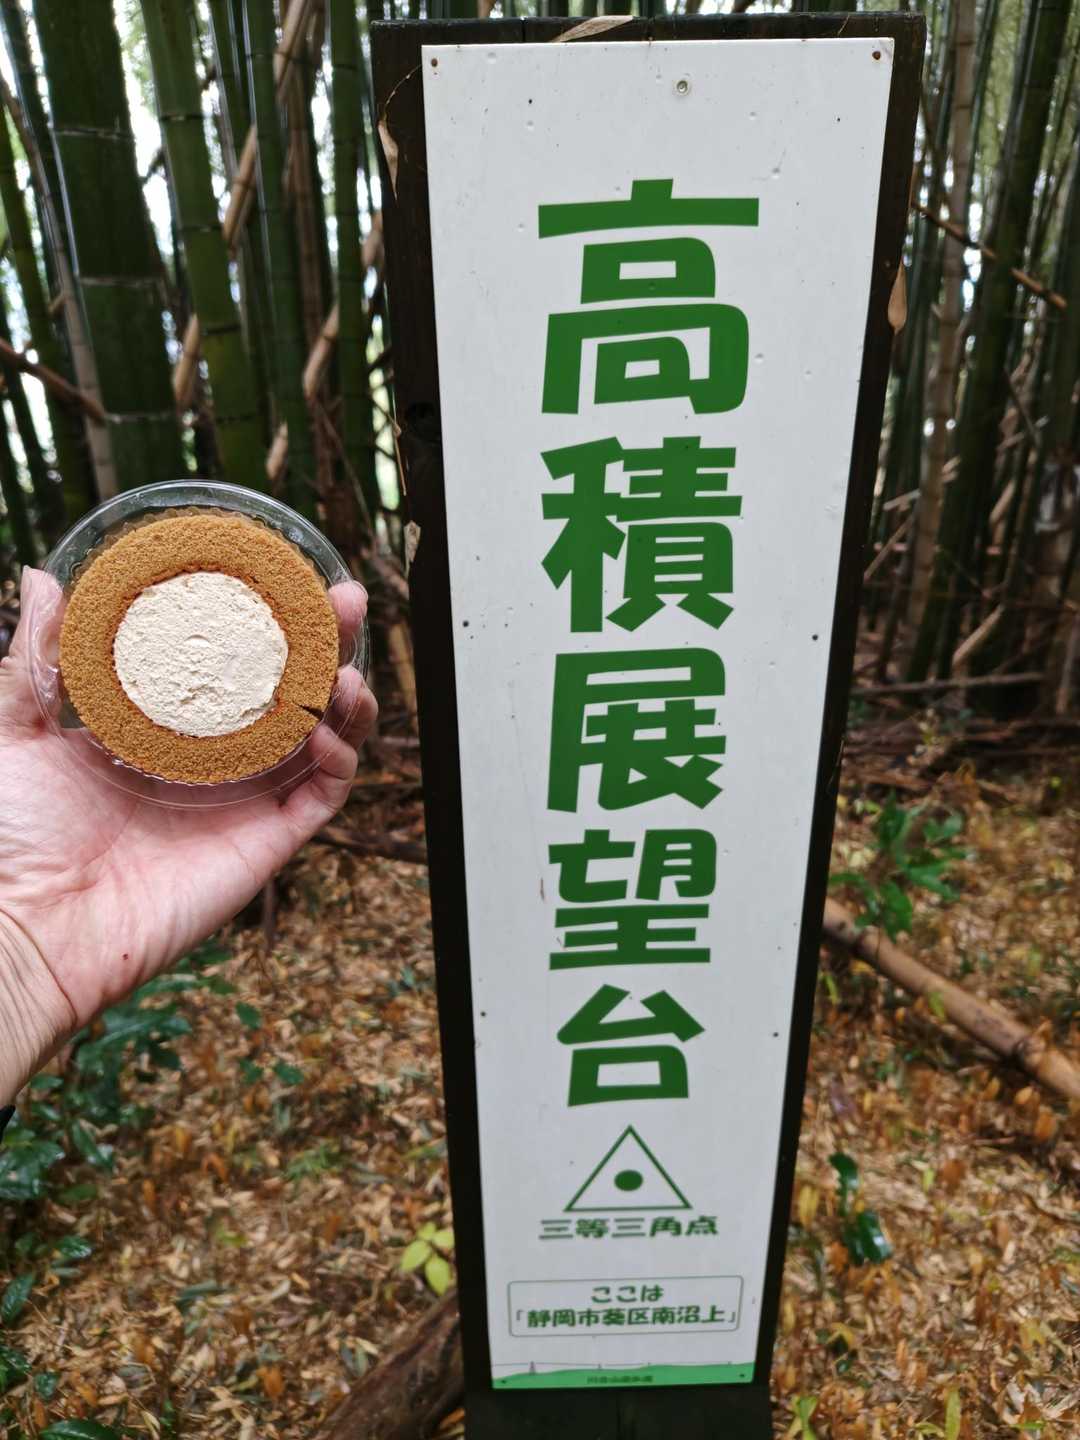 高積展望台
三等三角点
ここは
「静岡市葵区南沼上」